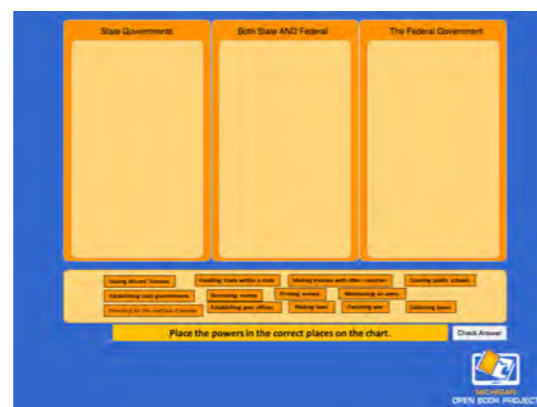 State Governments
Both State AND Federal
The Federal Government
Issuing drivers' licenses
Handling trade within a state
Making treaties with other countries
Creating public schools
Establishing local governments
Borrowing money
Printing money
Maintaining an army
Providing for the welfare of people
Establishing post offices
Making laws
Declaring war
Collecting taxes
Place the powers in the correct places on the chart.
Check Answer
MICHIGAN
OPEN BOOK PROJECT